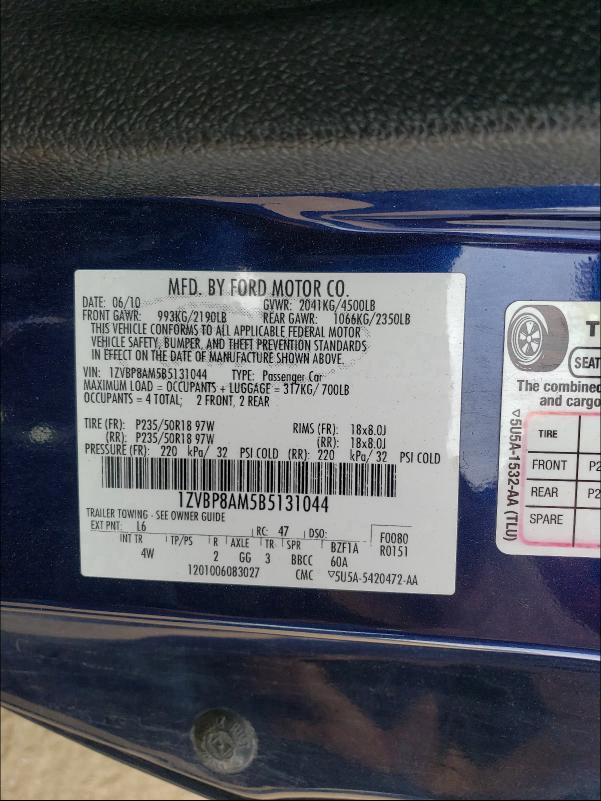 MFD. BY FORD MOTOR CO.
DATE: 06/10 GVWR: 2041KG/4500LB
FRONT GAWR: 993KG/2190LB REAR GAWR: 1066KG/2350LB
THIS VEHICLE CONFORMS TO ALL APPLICABLE FEDERAL MOTOR
VEHICLE SAFETY, BUMPER, AND THEFT PREVENTION STANDARDS
IN EFFECT ON THE DATE OF MANUFACTURE SHOWN ABOVE.
VIN: 1ZVBP8AM5B5131044 TYPE: Passenger Car
MAXIMUM LOAD = OCCUPANTS + LUGGAGE = 317KG/ 700LB
OCCUPANTS = 4 TOTAL; 2 FRONT, 2 REAR
TIRE (FR): P235/50R18 97W RIMS (FR): 18x8.0J
(RR): P235/50R18 97W (RR): 18x8.0J
PRESSURE (FR): 220 kPa/ 32 PSI COLD (RR): 220 kPa/ 32 PSI COLD
1ZVBP8AM5B5131044
TRAILER TOWING - SEE OWNER GUIDE
EXT PNT: L6 RC: 47 DSO: F0080
INT TR TP/PS R AXLE TR SPR BZF1A R0151
4W 2 GG 3 BBCC 60A
1201006083027 CMC ▽5U5A-5420472-AA
T
SEAT
The combined
and cargo
TIRE
FRONT P2
REAR P2
SPARE
▽5U5A-1532-AA (TLU)